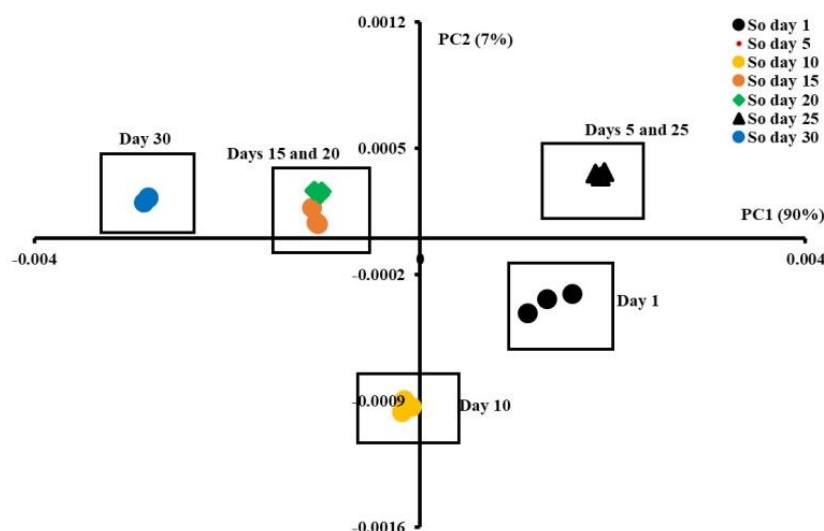 0.0012
PC2 (7%)
So day 1
So day 5
So day 10
So day 15
So day 20
So day 25
So day 30
Day 30
Days 15 and 20
0.0005
Days 5 and 25
PC1 (90%)
-0.004
0
0.004
-0.0002
Day 1
-0.0009
Day 10
-0.0016